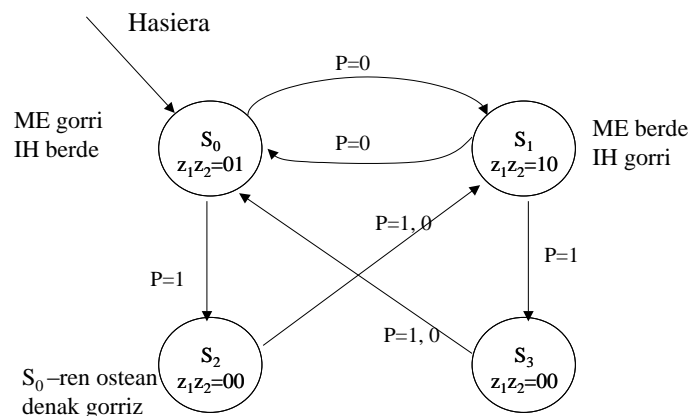 Hasiera
P=0
ME gorri
IH berde
S₀
z₁z₂=01
P=0
S₁
z₁z₂=10
ME berde
IH gorri
P=1, 0
P=1
P=1
P=1, 0
S₂
z₁z₂=00
S₃
z₁z₂=00
S₀–ren ostean
denak gorriz